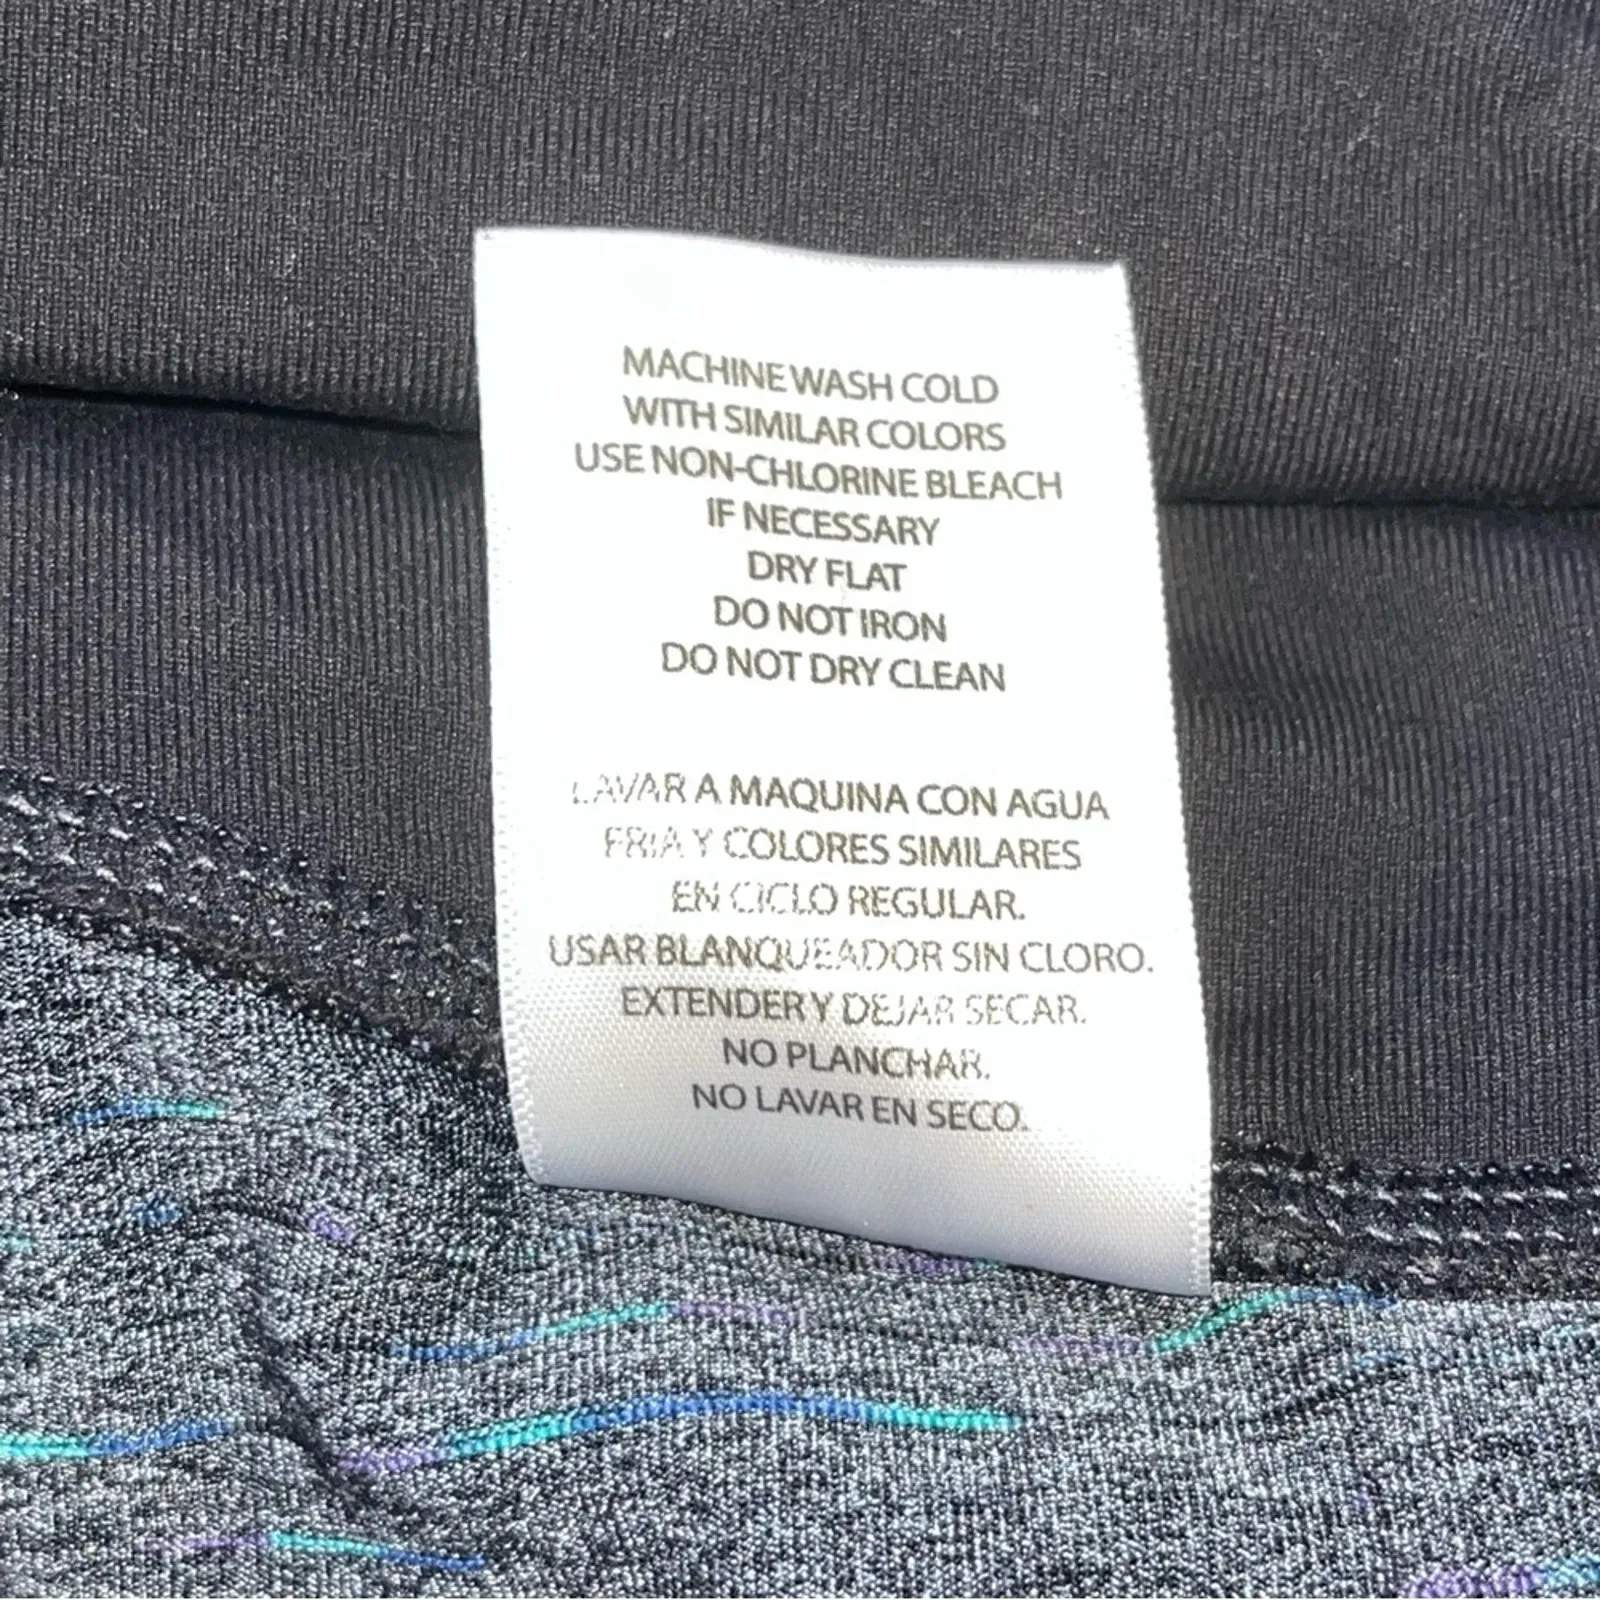 MACHINE WASH COLD
WITH SIMILAR COLORS
USE NON-CHLORINE BLEACH
IF NECESSARY
DRY FLAT
DO NOT IRON
DO NOT DRY CLEAN
LAVAR A MAQUINA CON AGUA
FRIA Y COLORES SIMILARES
EN CICLO REGULAR.
USAR BLANQUEADOR SIN CLORO.
EXTENDER Y DEJAR SECAR.
NO PLANCHAR.
NO LAVAR EN SECO.